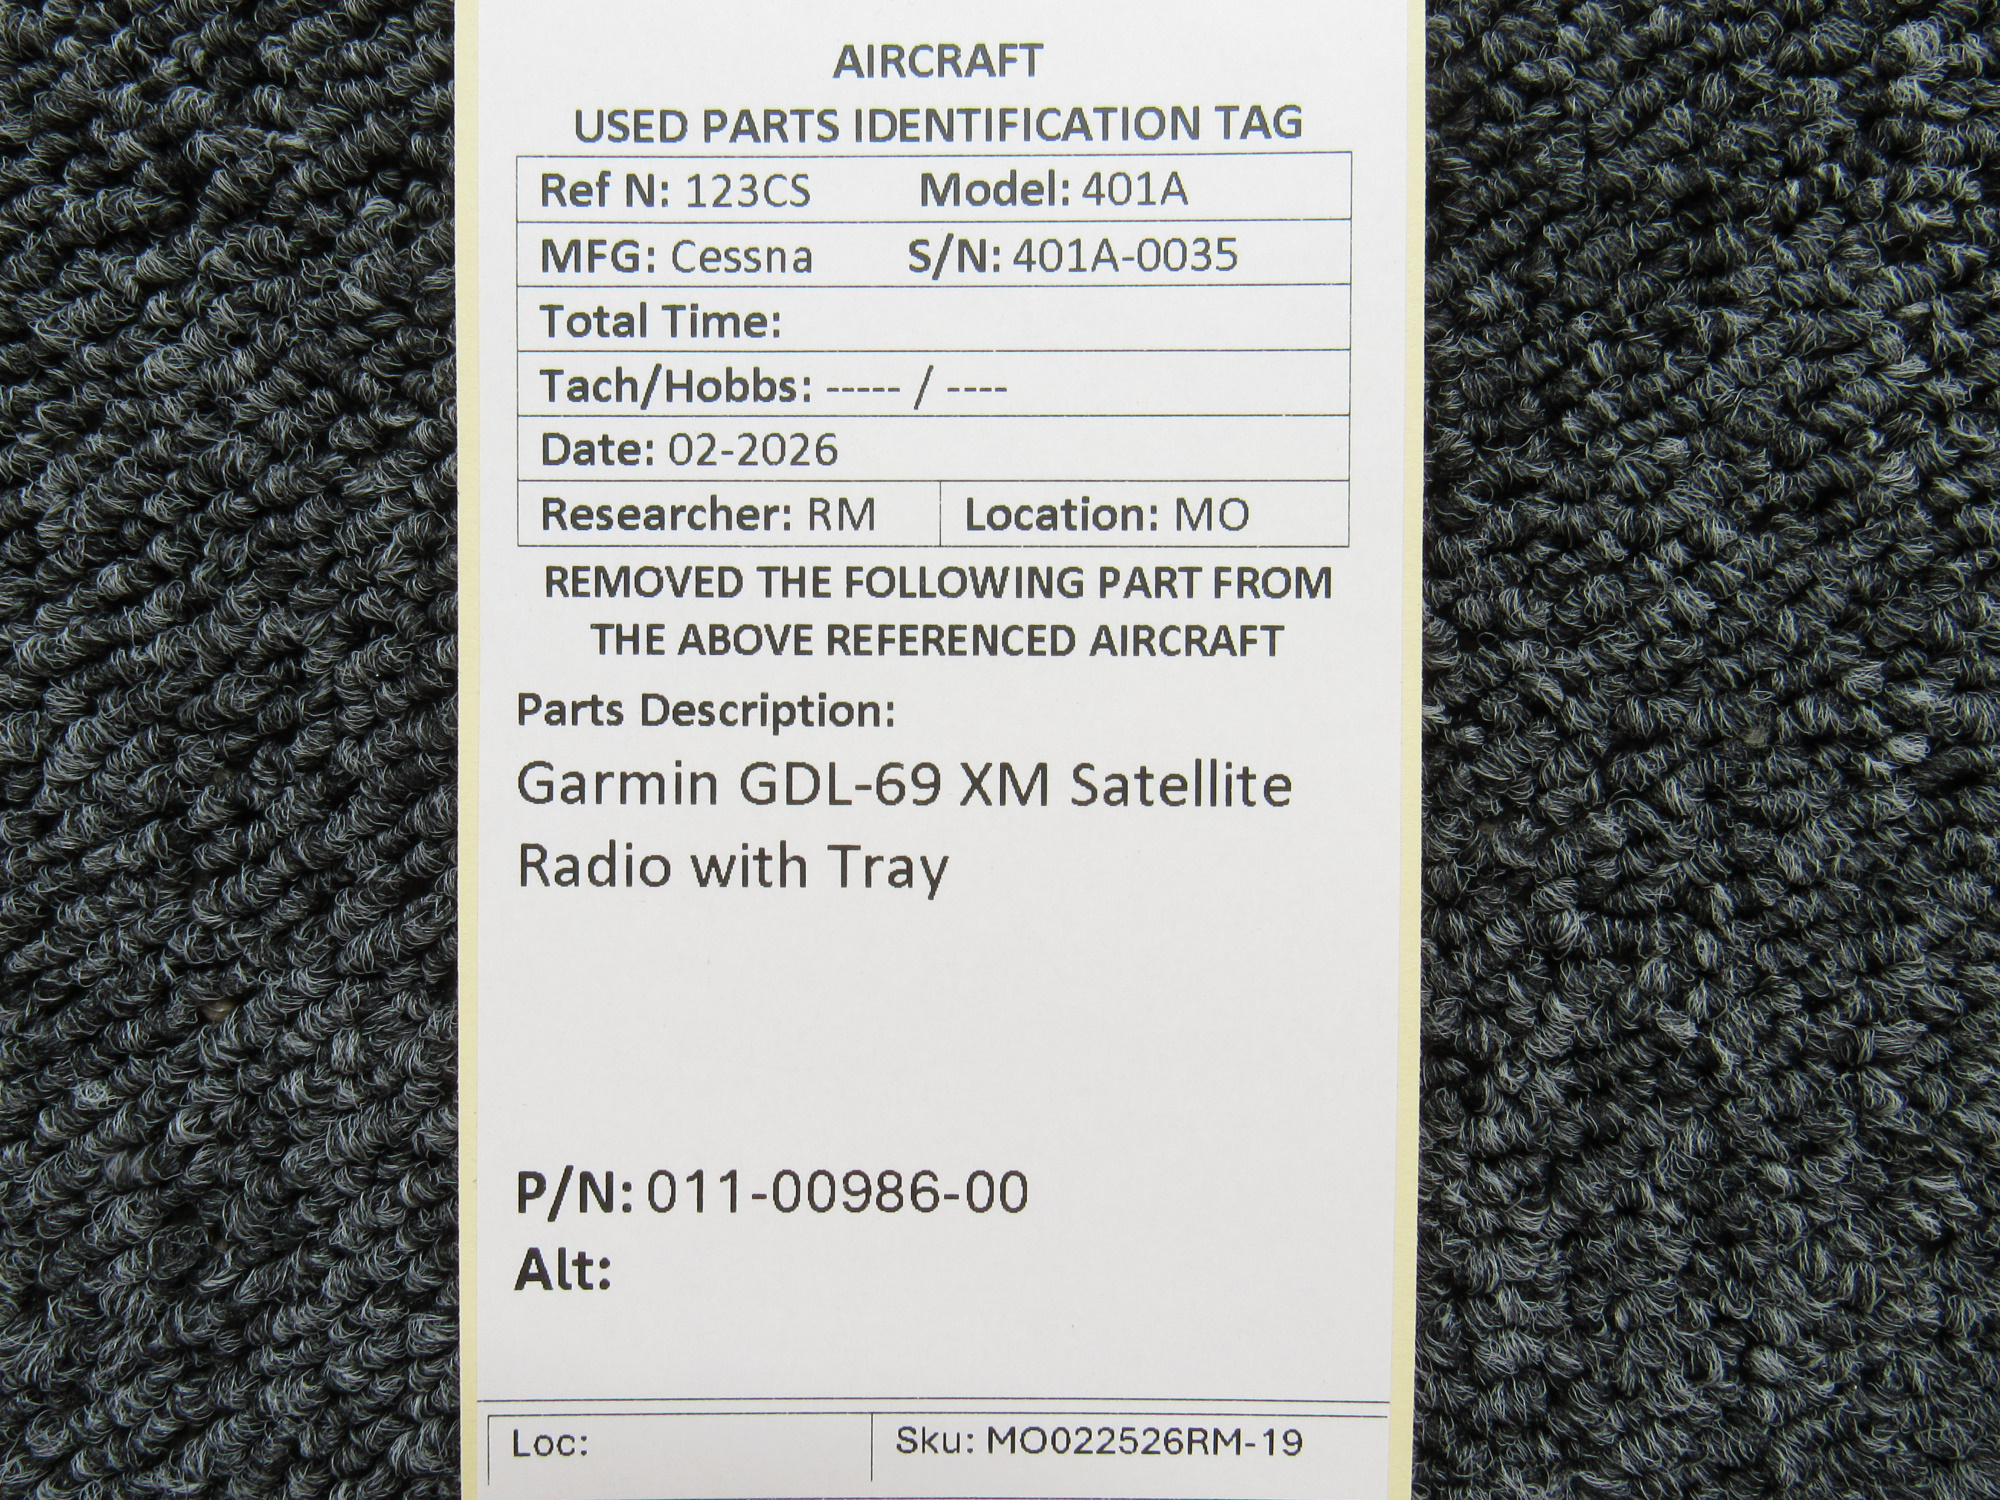 AIRCRAFT
USED PARTS IDENTIFICATION TAG
Ref N: 123CS Model: 401A
MFG: Cessna S/N: 401A-0035
Total Time:
Tach/Hobbs: ----- / ----
Date: 02-2026
Researcher: RM Location: MO
REMOVED THE FOLLOWING PART FROM
THE ABOVE REFERENCED AIRCRAFT
Parts Description:
Garmin GDL-69 XM Satellite
Radio with Tray
P/N: 011-00986-00
Alt:
Loc: Sku: MO022526RM-19